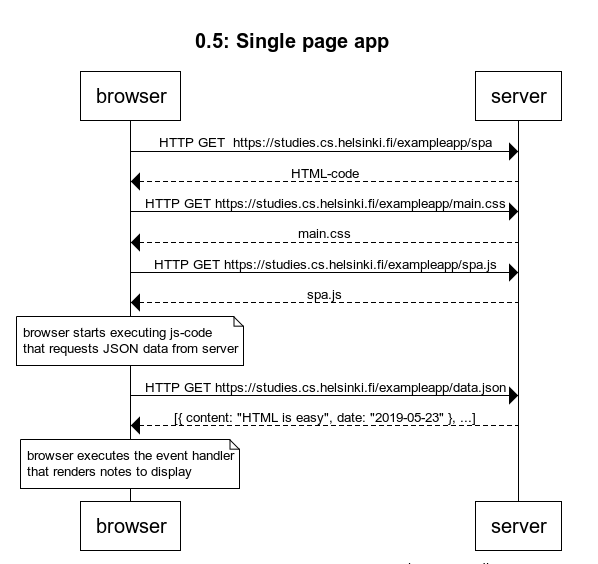 0.5: Single page app
browser server
HTTP GET  https://studies.cs.helsinki.fi/exampleapp/spa
HTML-code
HTTP GET https://studies.cs.helsinki.fi/exampleapp/main.css
main.css
HTTP GET https://studies.cs.helsinki.fi/exampleapp/spa.js
spa.js
browser starts executing js-code
that requests JSON data from server
HTTP GET https://studies.cs.helsinki.fi/exampleapp/data.json
[{ content: "HTML is easy", date: "2019-05-23" }, ...]
browser executes the event handler
that renders notes to display
browser server